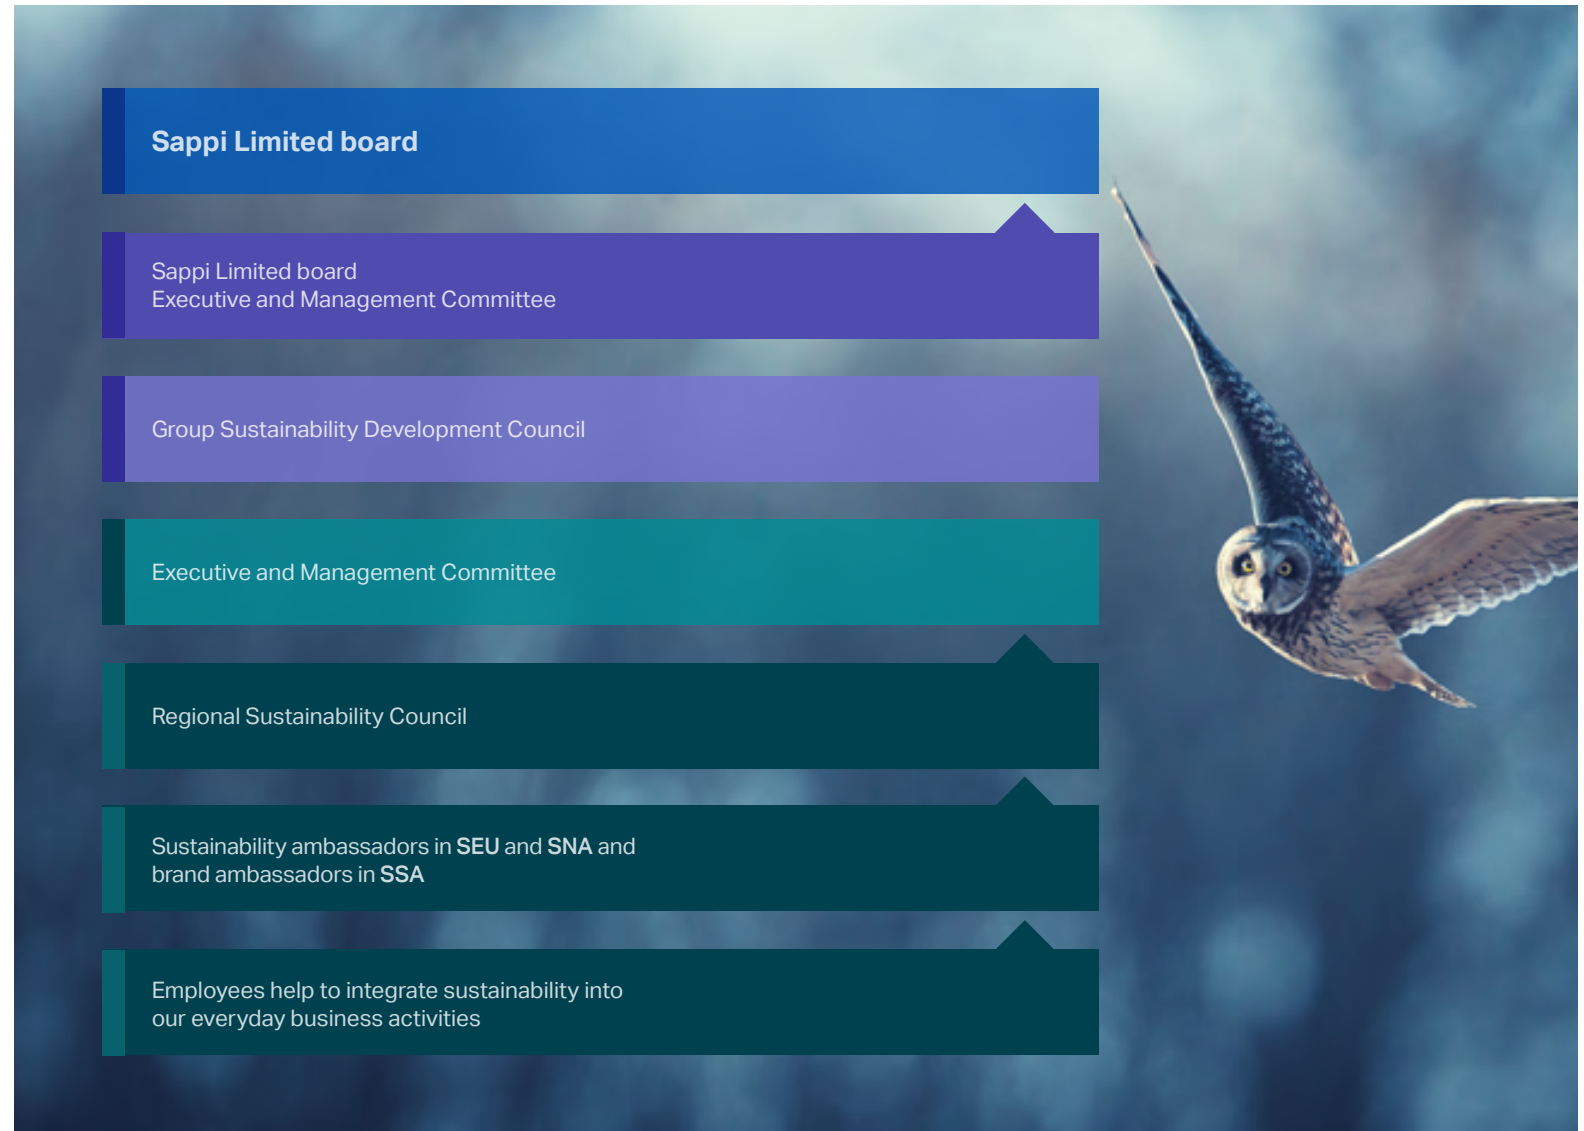 Sappi Limited board
Sappi Limited board
Executive and Management Committee
Group Sustainability Development Council
Executive and Management Committee
Regional Sustainability Council
Sustainability ambassadors in SEU and SNA and
brand ambassadors in SSA
Employees help to integrate sustainability into
our everyday business activities